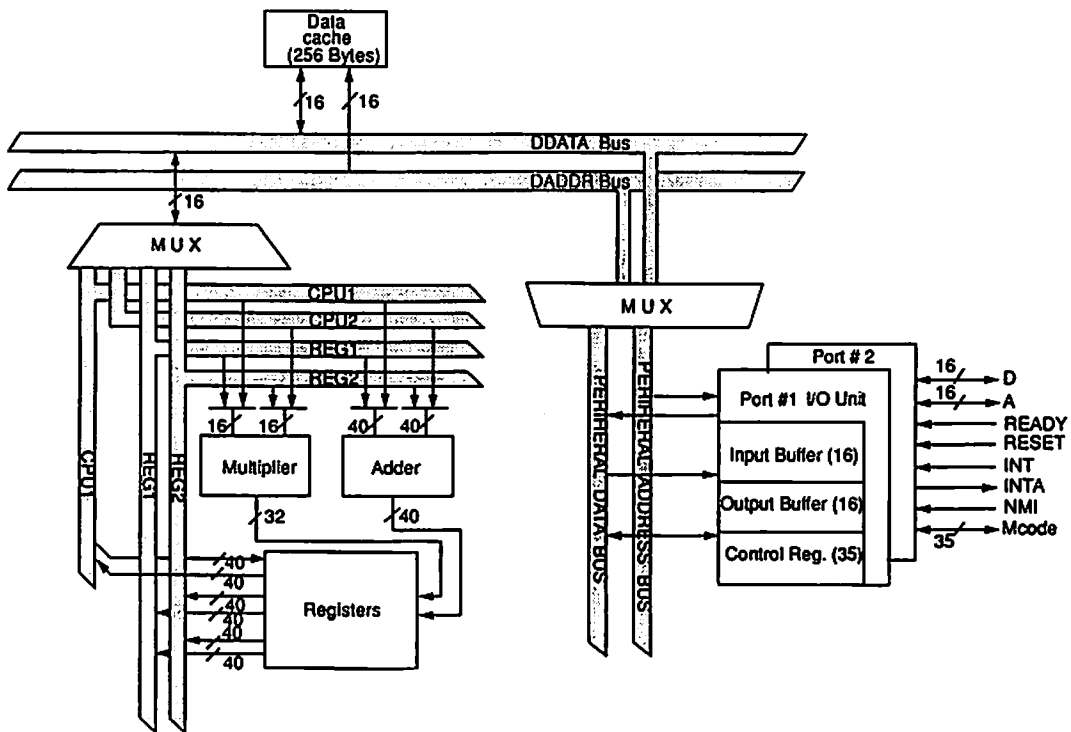 Data
cache
(256 Bytes)
16
16
DDATA Bus
DADDR Bus
16
MUX
MUX
CPU1
CPU2
REG1
REG2
Port # 2
Port #1 I/O Unit
Input Buffer (16)
Output Buffer (16)
Control Reg. (35)
16
D
16
A
READY
RESET
INT
INTA
NMI
35
Mcode
16
16
40
40
Multiplier
Adder
CPU1
REG1
REG2
PERIHERAL DATA BUS
PERIFERAL ADDRESS BUS
32
40
40
40
40
40
40
40
Registers